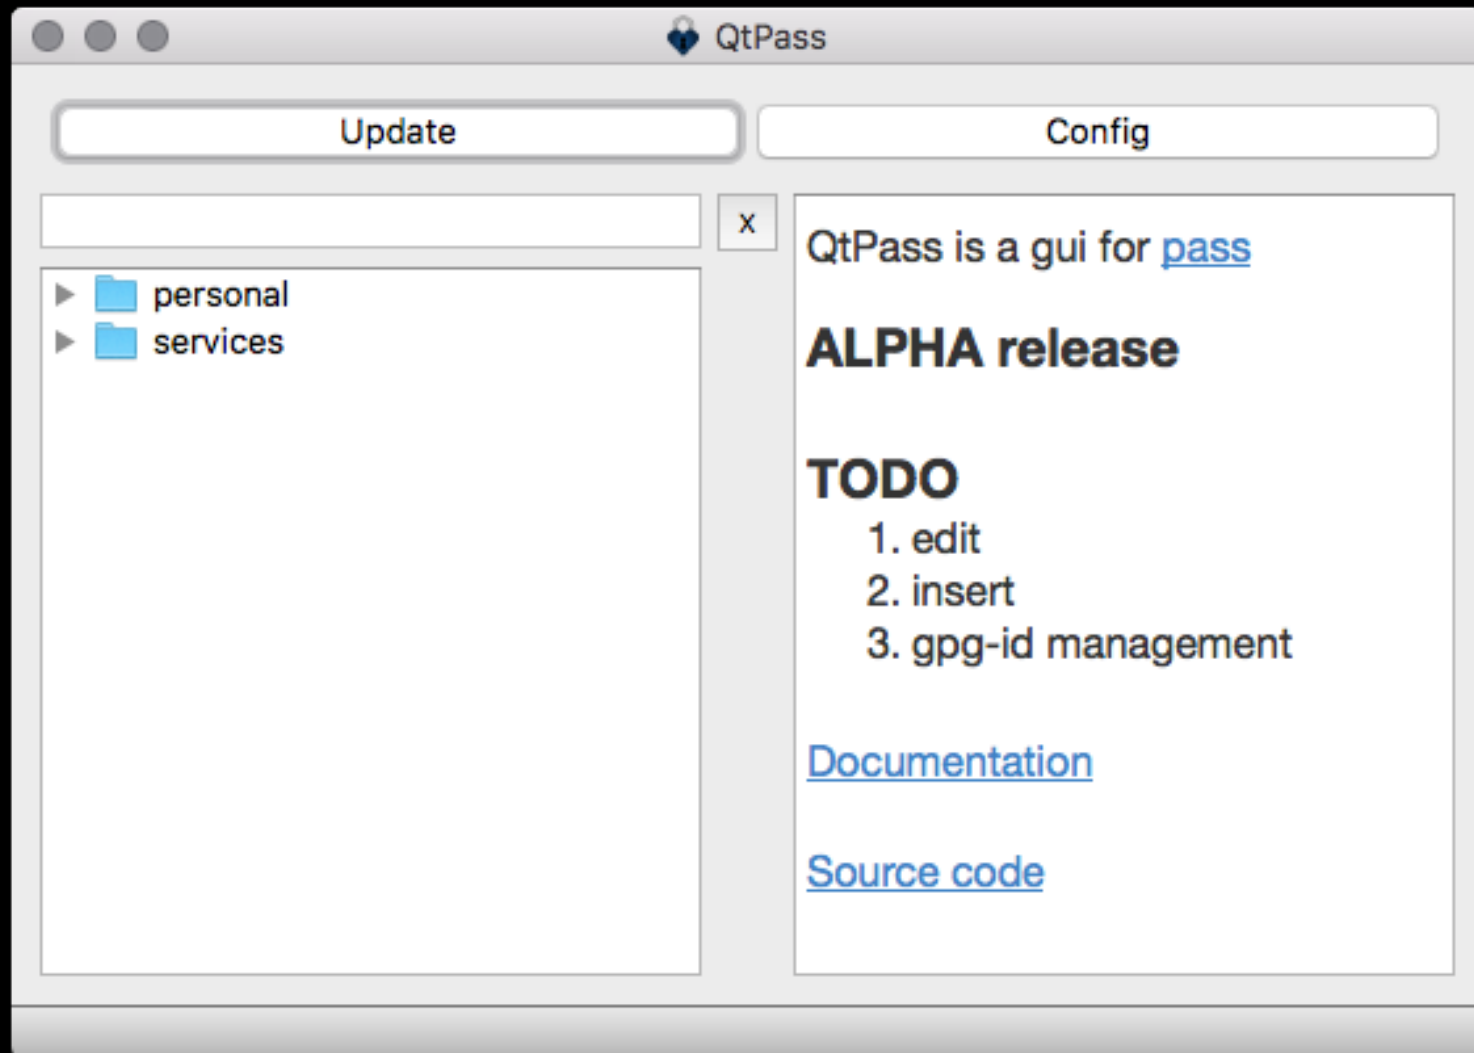 QtPass
Update
Config
x
personal
services
QtPass is a gui for pass
ALPHA release
TODO
1. edit
2. insert
3. gpg-id management
Documentation
Source code